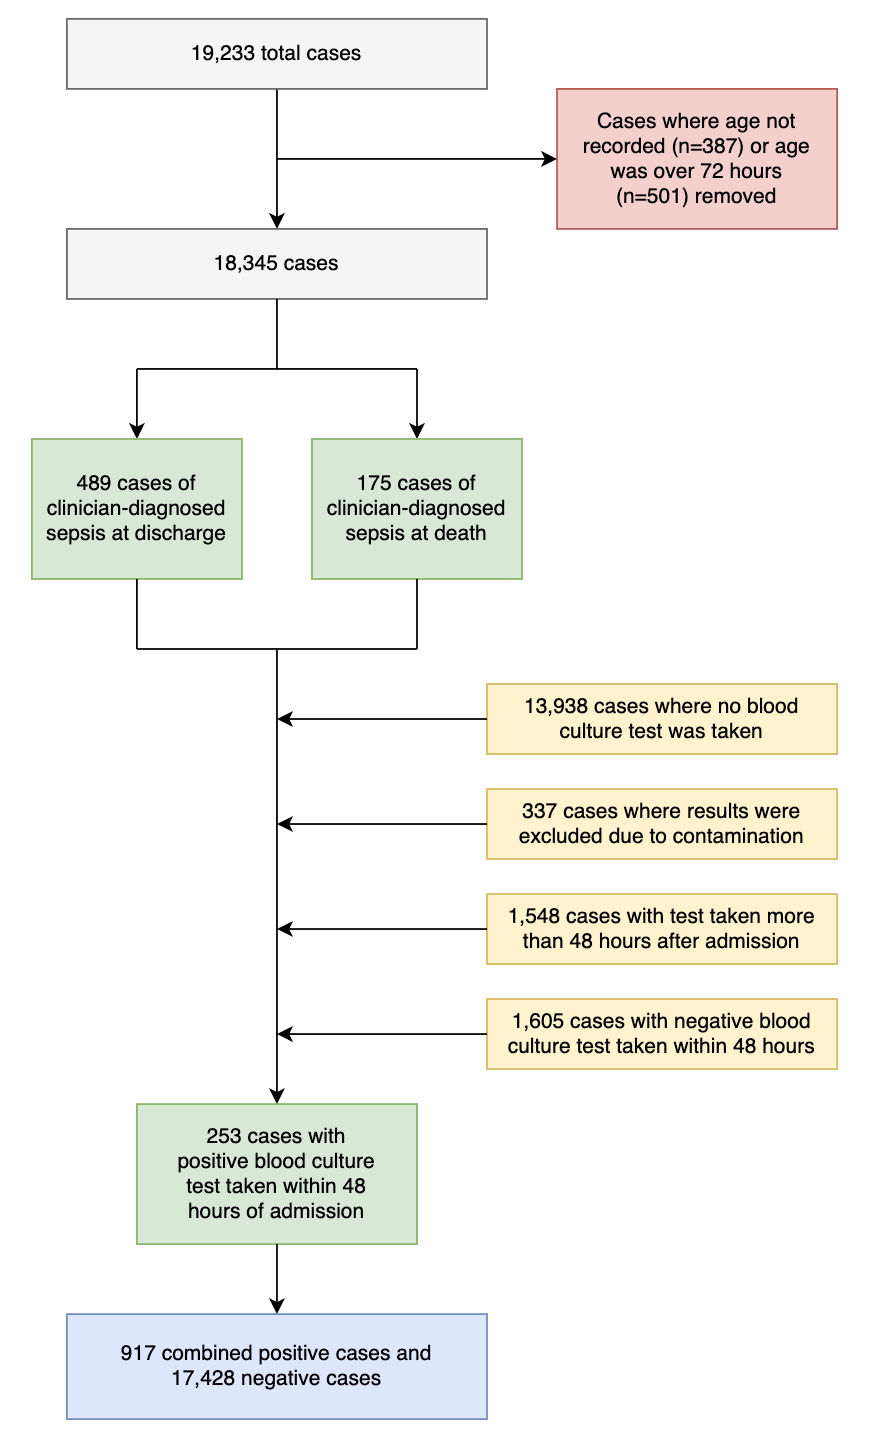 19,233 total cases
Cases where age not
recorded (n=387) or age
was over 72 hours
(n=501) removed
18,345 cases
489 cases of
clinician-diagnosed
sepsis at discharge
175 cases of
clinician-diagnosed
sepsis at death
13,938 cases where no blood
culture test was taken
337 cases where results were
excluded due to contamination
1,548 cases with test taken more
than 48 hours after admission
1,605 cases with negative blood
culture test taken within 48 hours
253 cases with
positive blood culture
test taken within 48
hours of admission
917 combined positive cases and
17,428 negative cases